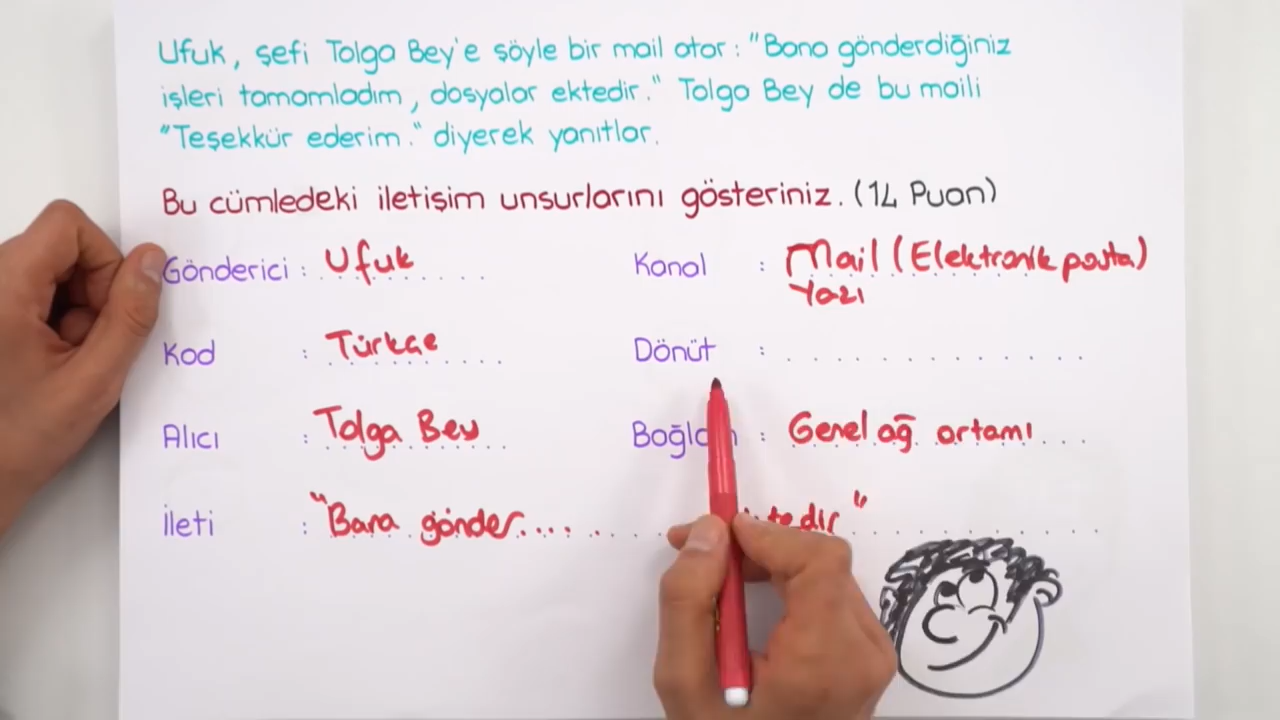 Ufuk, şefi Tolga Bey'e şöyle bir mail atar: "Bana gönderdiğiniz
işleri tamamladım, dosyalar ektedir." Tolga Bey de bu maili
"Teşekkür ederim." diyerek yanıtlar.
Bu cümledeki iletişim unsurlarını gösteriniz. (14 Puan)
Gönderici: Ufuk
Kanal : Mail (Elektronik posta)
Yazı
Kod : Türkçe
Dönüt :
Alıcı : Tolga Bey
: Genel ağ ortamı
İleti : "Bana gönder....